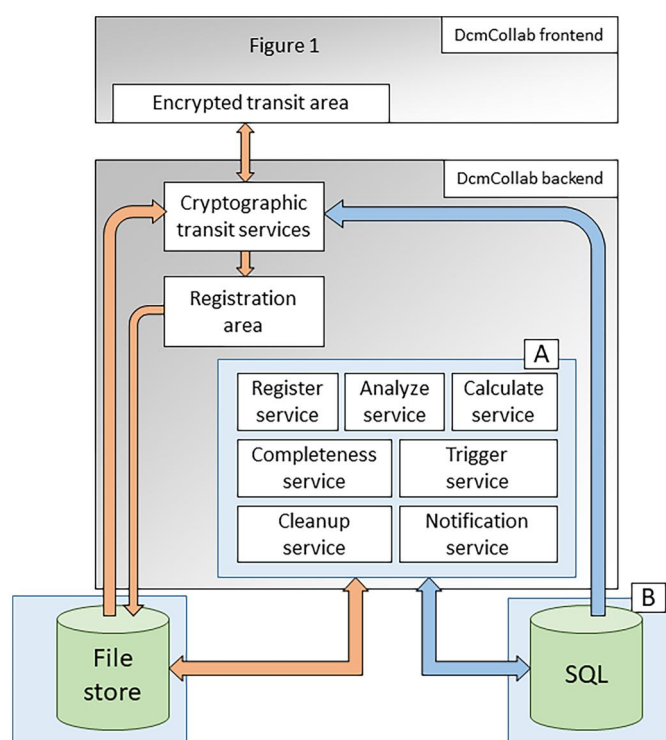 DcmCollab frontend
Figure 1
Encrypted transit area
DcmCollab backend
Cryptographic
transit services
Registration
area
A
Register
service
Analyze
service
Calculate
service
Completeness
service
Trigger
service
Cleanup
service
Notification
service
B
File
store
SQL